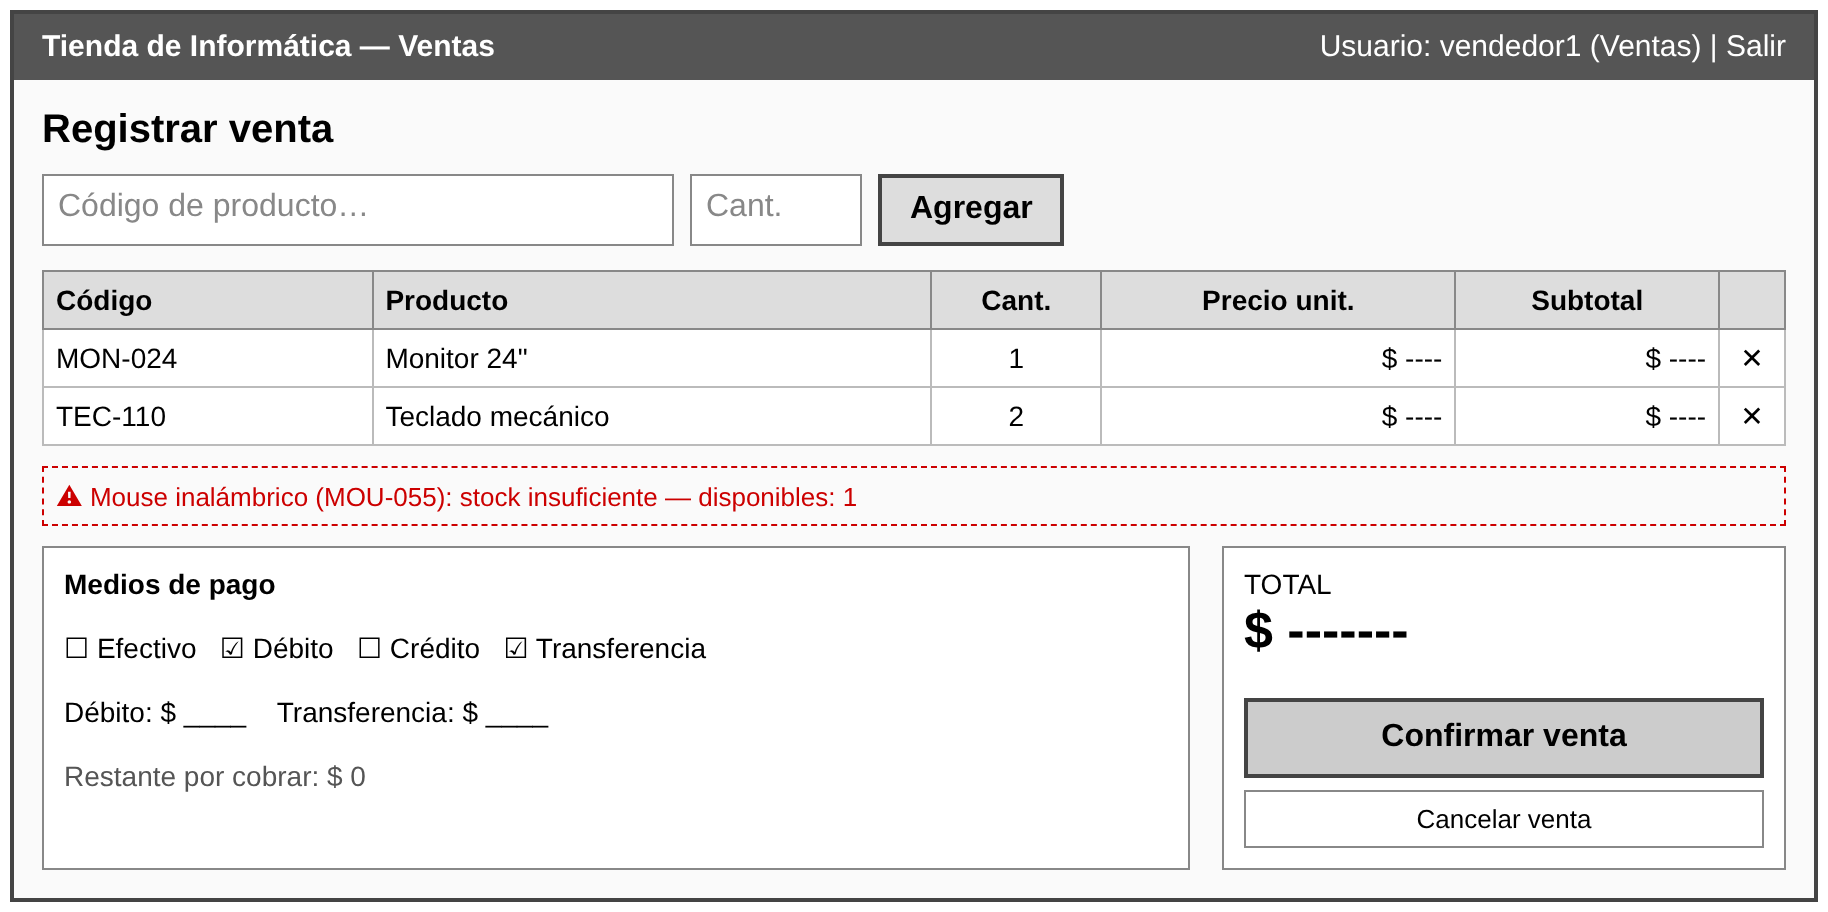 Tienda de Informática — Ventas
Usuario: vendedor1 (Ventas) | Salir
Registrar venta
Código de producto… Cant. Agregar
Código Producto Cant. Precio unit. Subtotal
MON-024 Monitor 24" 1 $ ---- $ ---- ✕
TEC-110 Teclado mecánico 2 $ ---- $ ---- ✕
⚠ Mouse inalámbrico (MOU-055): stock insuficiente — disponibles: 1
Medios de pago
☐ Efectivo ☑ Débito ☐ Crédito ☑ Transferencia
Débito: $ ____ Transferencia: $ ____
Restante por cobrar: $ 0
TOTAL
$ -------
Confirmar venta
Cancelar venta